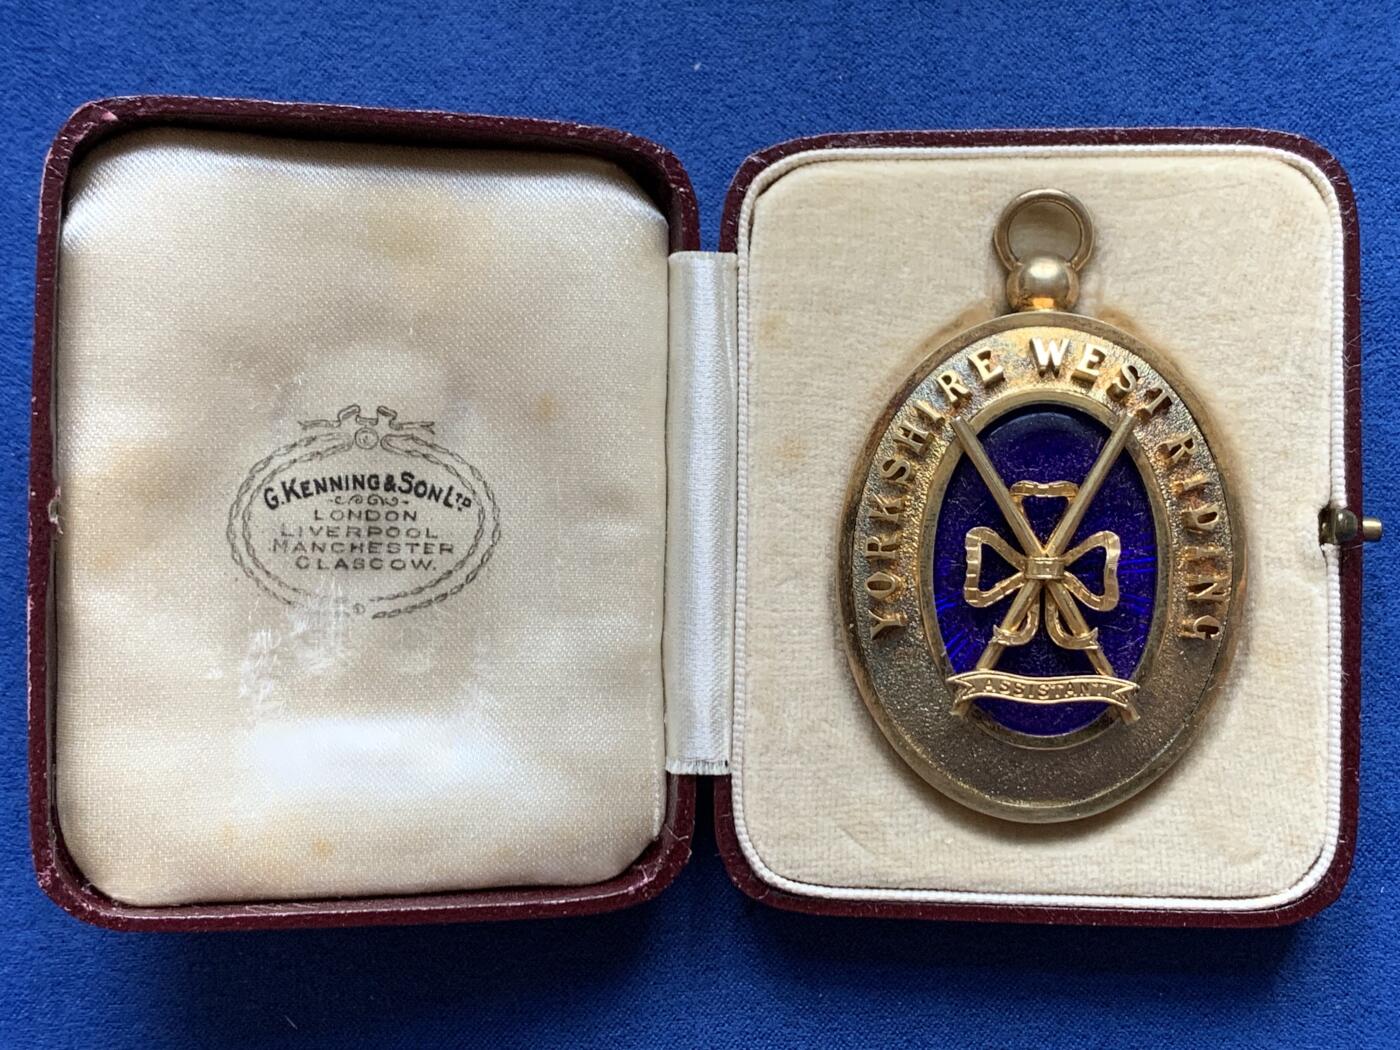 G. KENNING & SON LTD
LONDON
LIVERPOOL
MANCHESTER
GLASGOW.
YORKSHIRE WEST RIDING
ASSISTANT